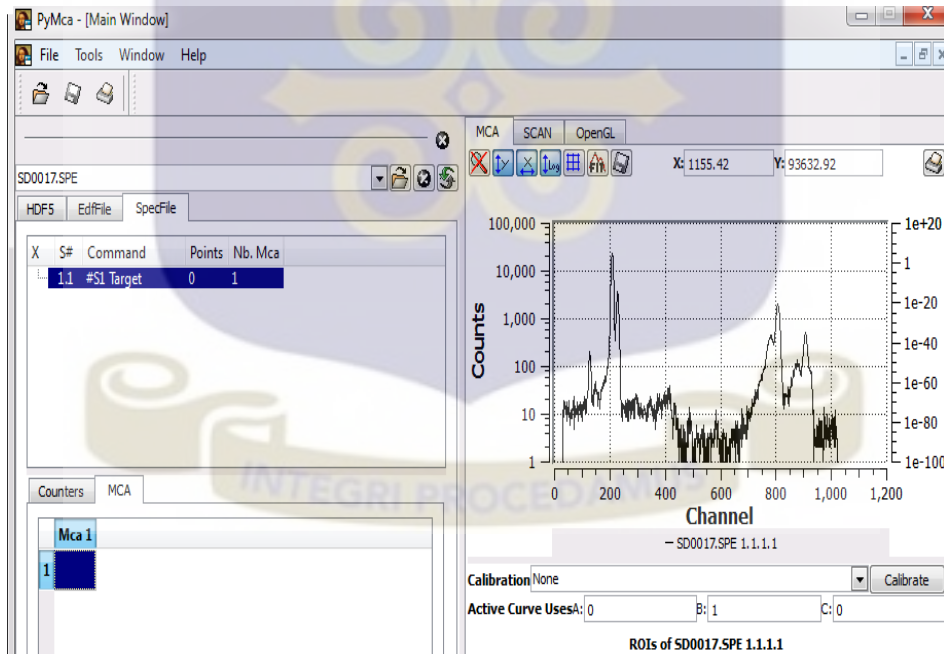 PyMca - [Main Window]
File Tools Window Help
SD0017.SPE
HDF5 EdfFile SpecFile
X S# Command Points Nb. Mca
1.1 #S1 Target 0 1
Counters MCA
Mca 1
1
MCA SCAN OpenGL
Log Fit X: 1155.42 Y: 93632.92
100,000 1e+20
10,000 1
1,000 1e-20
1e-40
100 1e-60
10 1e-80
1 1e-100
Counts
0 200 400 600 800 1,000 1,200
Channel
SD0017.SPE 1.1.1.1
Calibration None Calibrate
Active Curve Uses A: 0 B: 1 C: 0
ROIs of SD0017.SPE 1.1.1.1
INTEGRI PROCEDAMUS